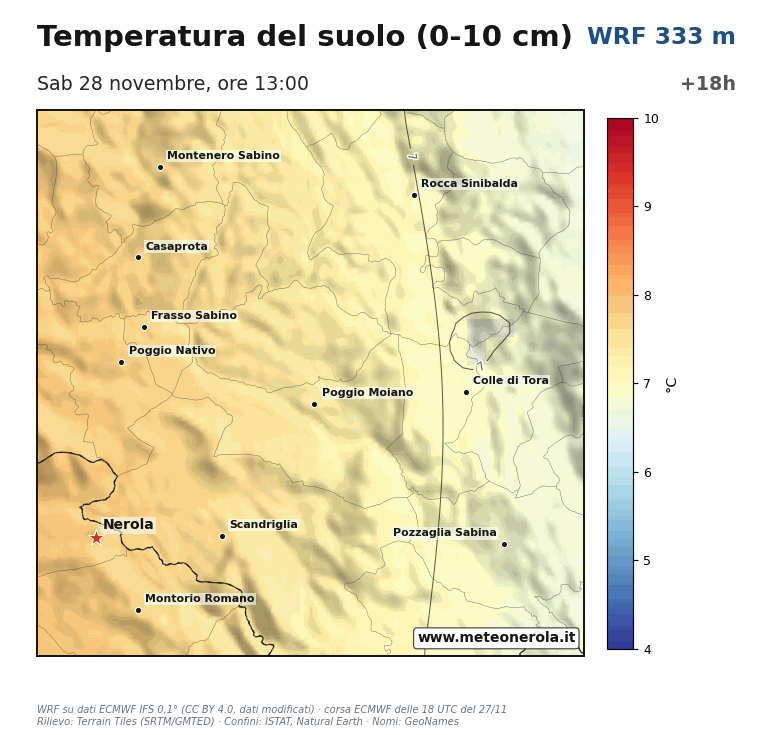 Temperatura del suolo (0-10 cm) WRF 333 m
Sab 28 novembre, ore 13:00 +18h
Montenero Sabino
7
Rocca Sinibalda
Casaprota
Frasso Sabino
Poggio Nativo
7
Colle di Tora
Poggio Moiano
Nerola
Scandriglia
Pozzaglia Sabina
Montorio Romano
www.meteonerola.it
10
9
8
7
6
5
4
°C
WRF su dati ECMWF IFS 0,1° (CC BY 4.0, dati modificati) · corsa ECMWF delle 18 UTC del 27/11
Rilievo: Terrain Tiles (SRTM/GMTED) · Confini: ISTAT, Natural Earth · Nomi: GeoNames